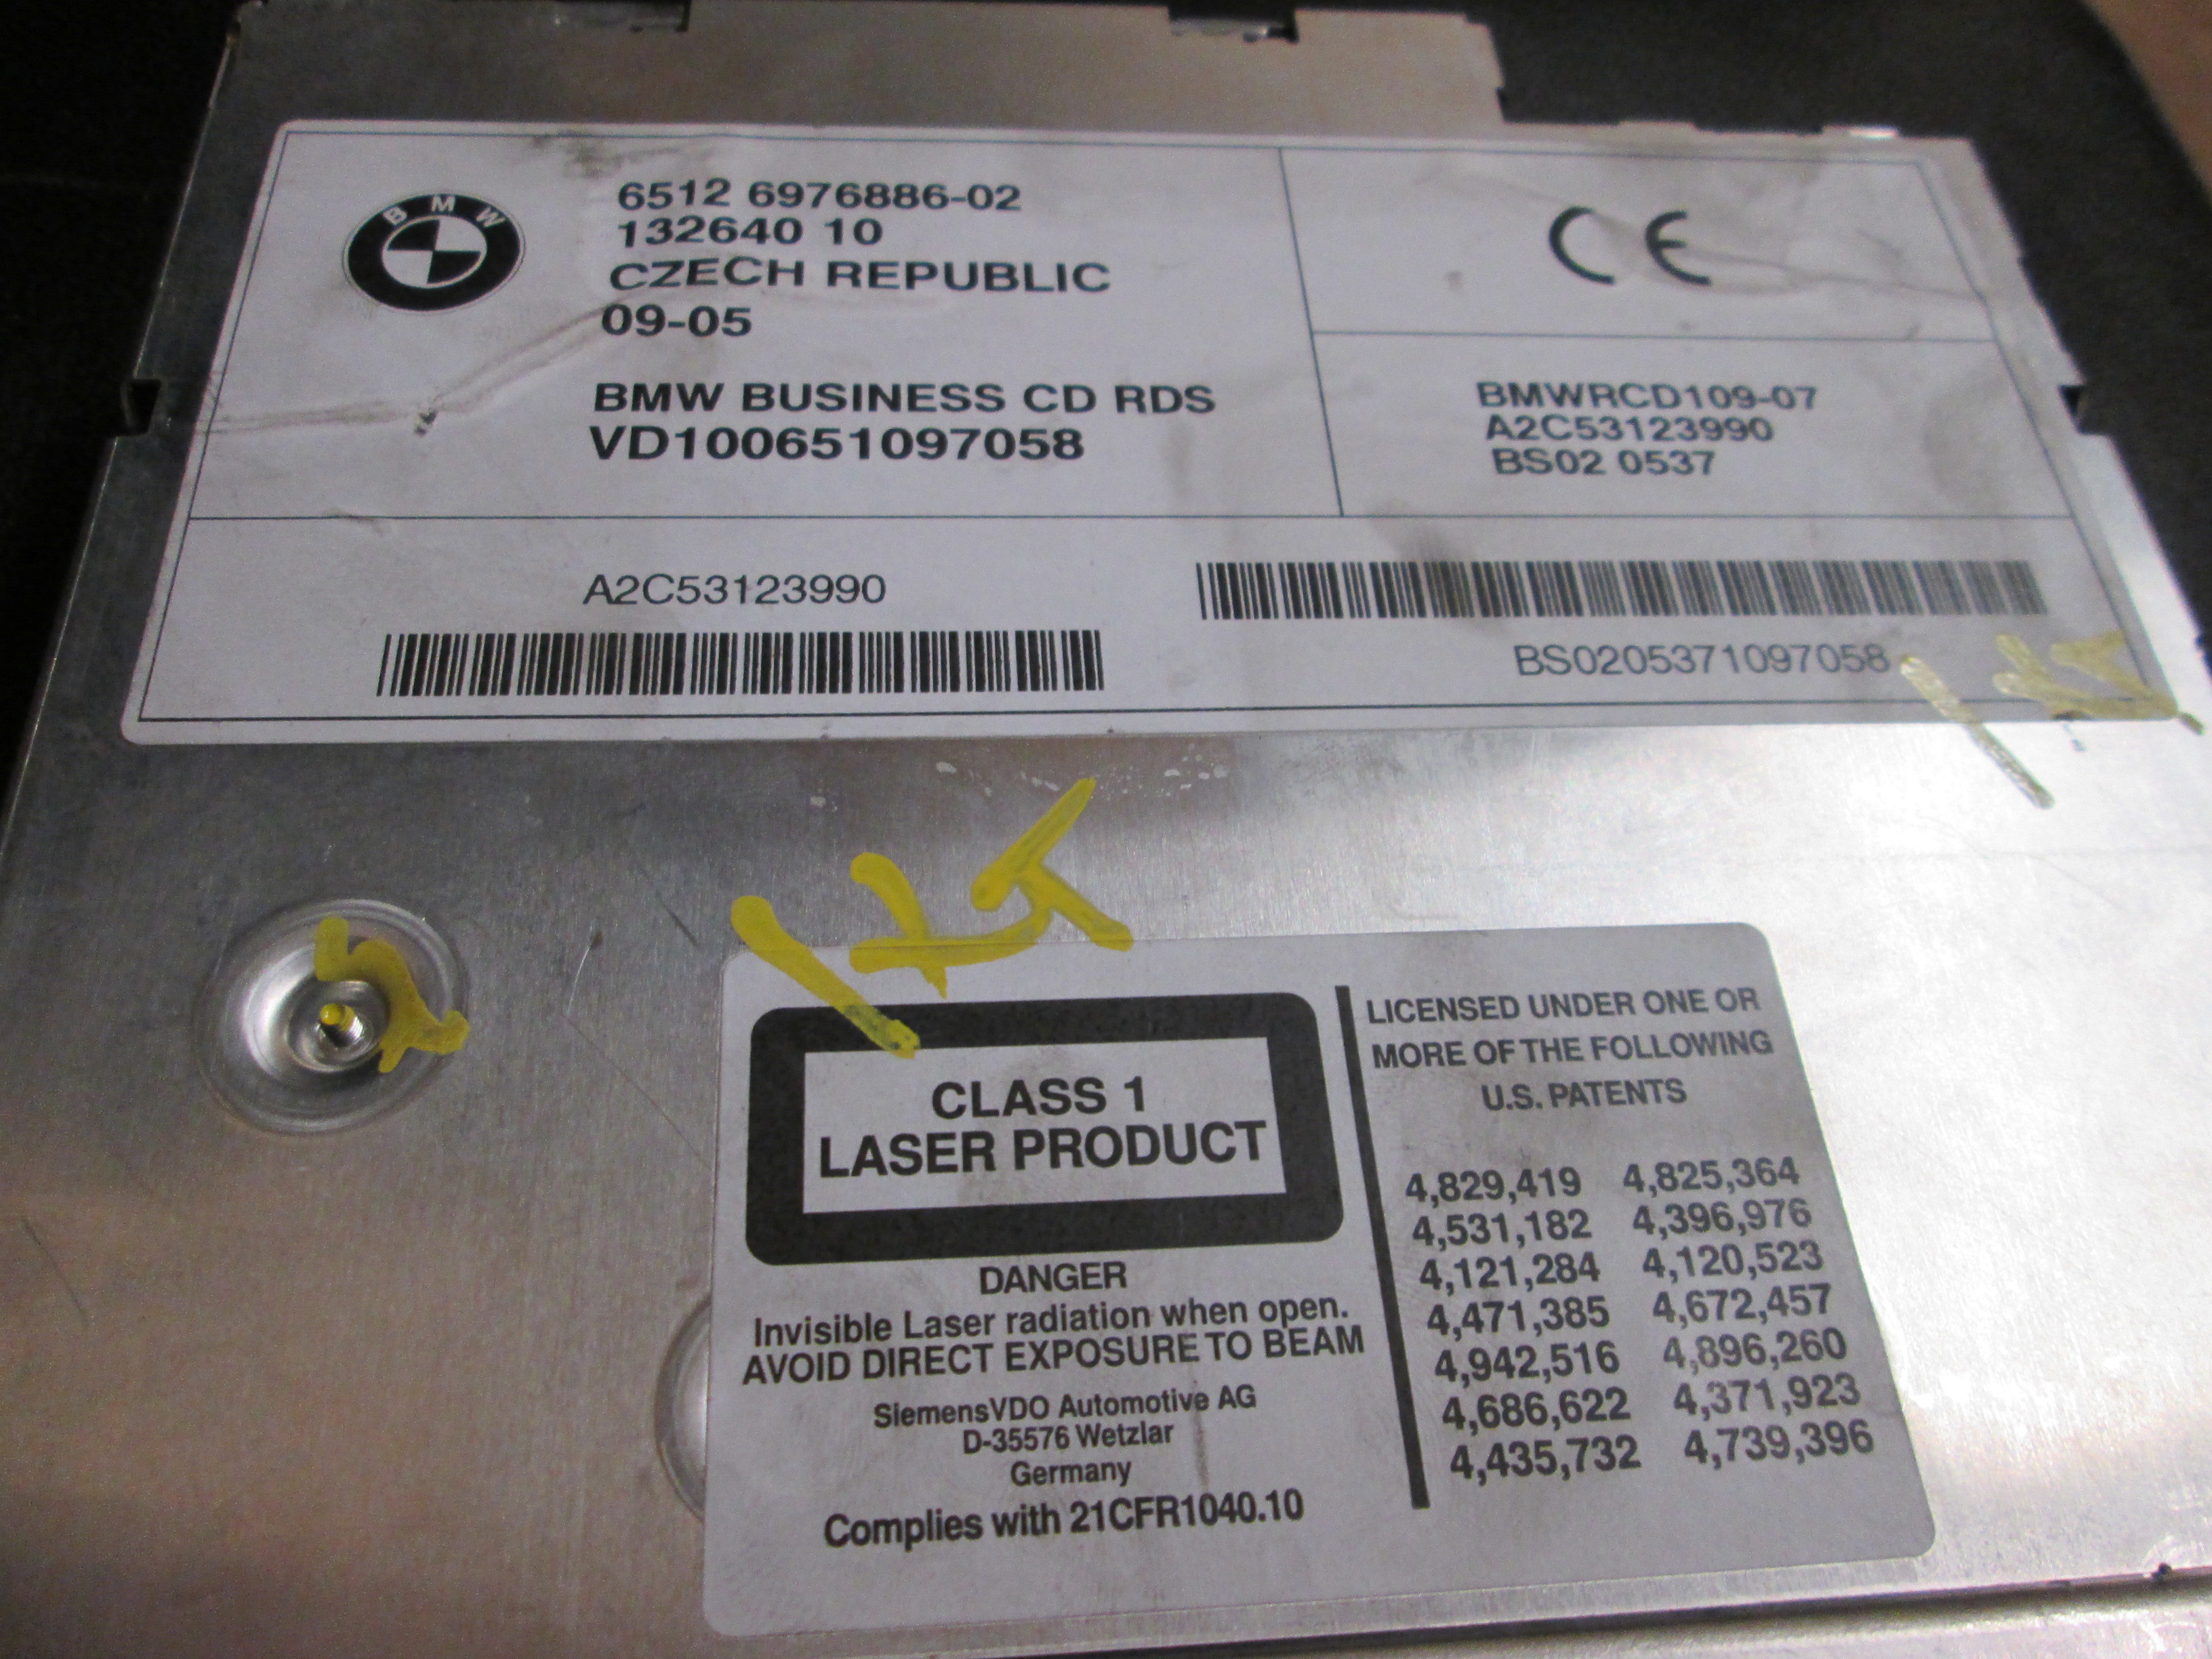 BMW
6512 6976886-02
132640 10
CZECH REPUBLIC
09-05
BMW BUSINESS CD RDS
VD100651097058
CE
BMWRCD109-07
A2C53123990
BS02 0537
A2C53123990
BS0205371097058
CLASS 1
LASER PRODUCT
DANGER
Invisible Laser radiation when open.
AVOID DIRECT EXPOSURE TO BEAM
SiemensVDO Automotive AG
D-35576 Wetzlar
Germany
Complies with 21CFR1040.10
LICENSED UNDER ONE OR
MORE OF THE FOLLOWING
U.S. PATENTS
4,829,419 4,825,364
4,531,182 4,396,976
4,121,284 4,120,523
4,471,385 4,672,457
4,942,516 4,896,260
4,686,622 4,371,923
4,435,732 4,739,396